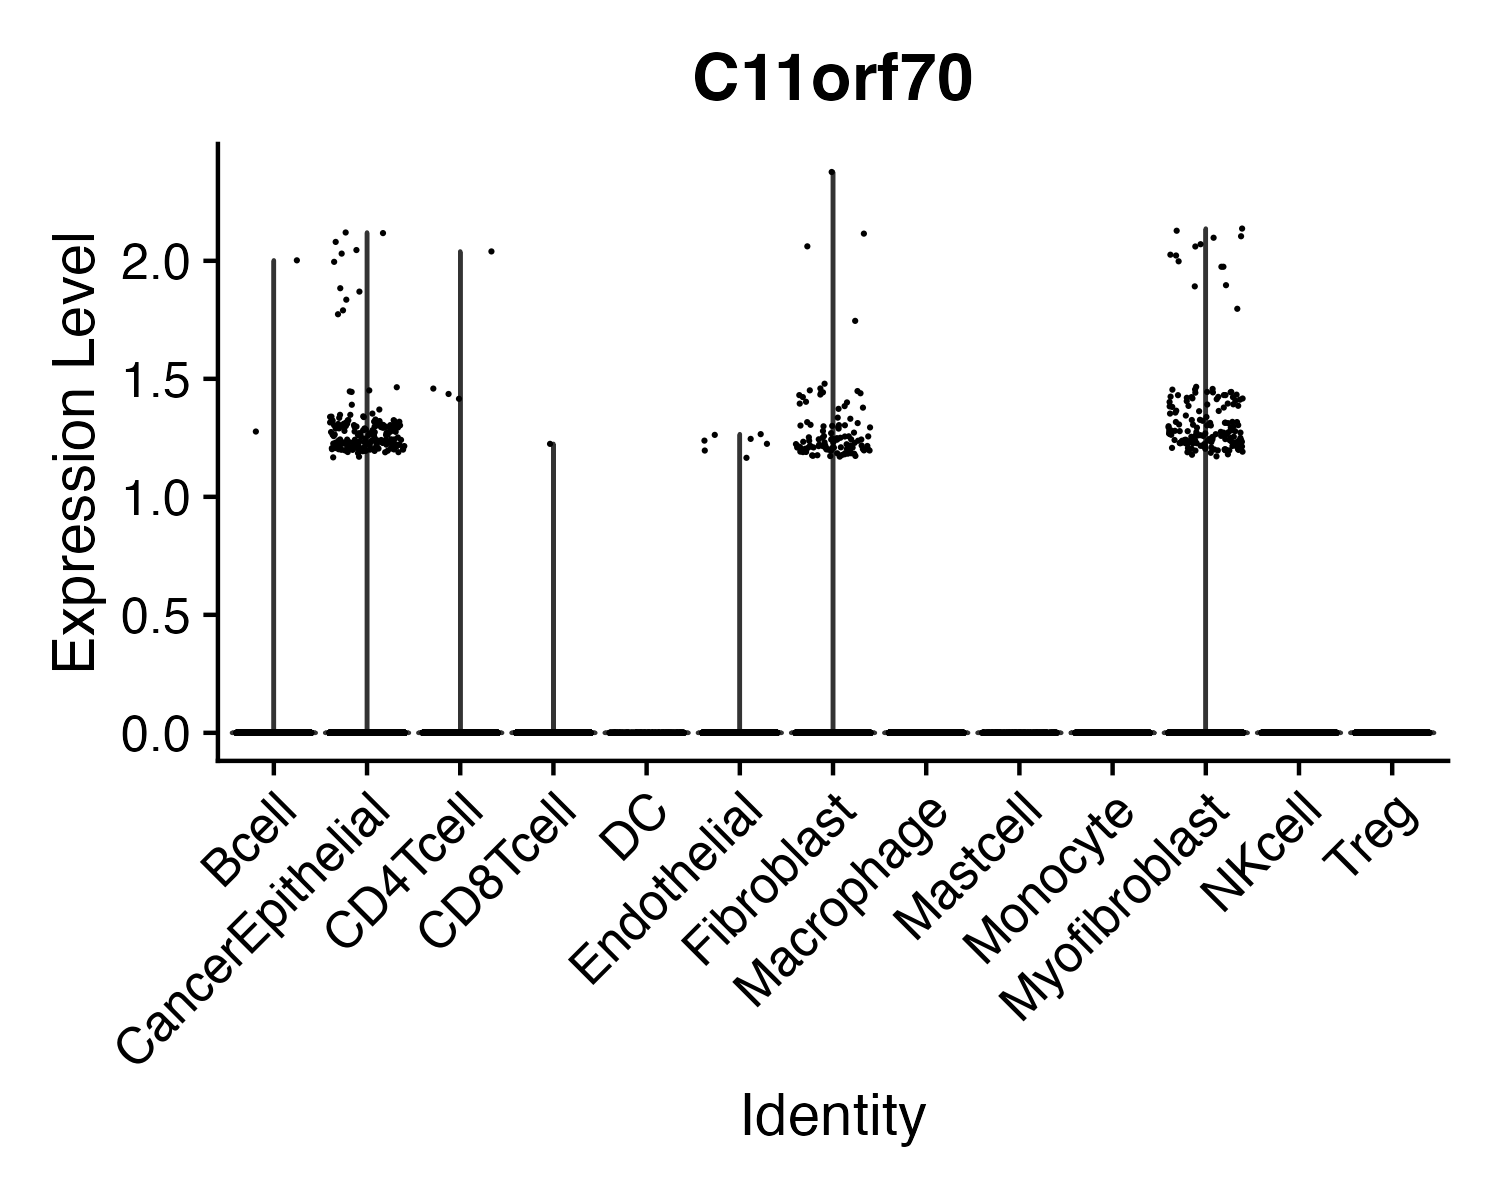 C11orf70
Expression Level
2.0
1.5
1.0
0.5
0.0
Bcell
CancerEpithelial
CD4Tcell
CD8Tcell
DC
Endothelial
Fibroblast
Macrophage
Mastcell
Monocyte
Myofibroblast
NKcell
Treg
Identity